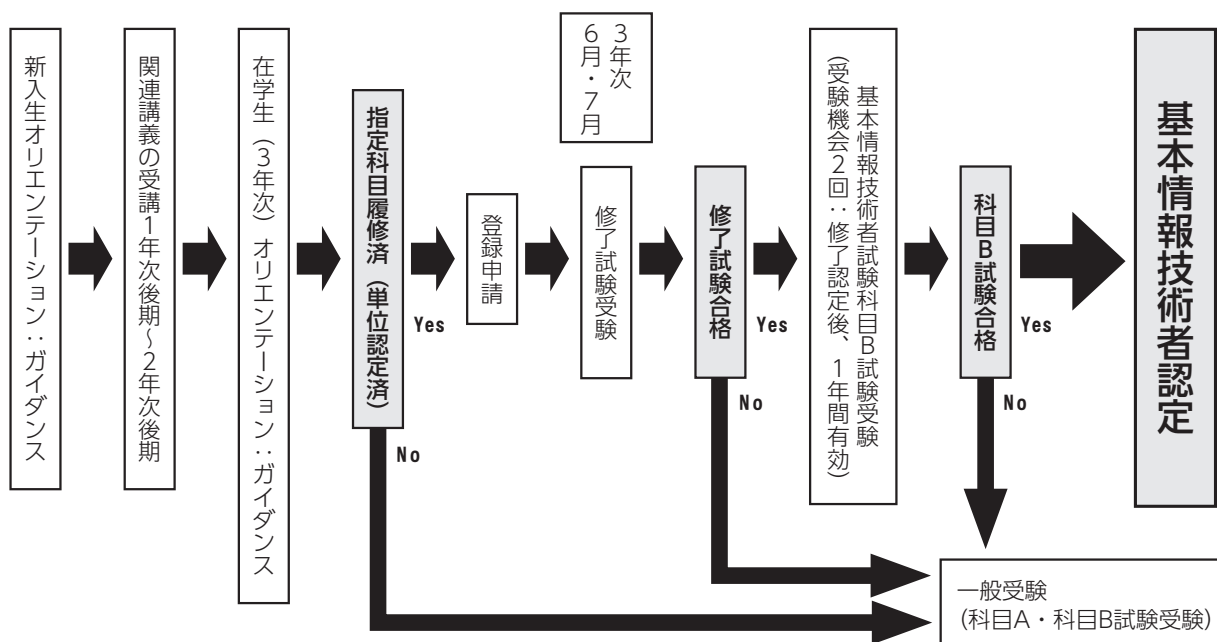 新入生オリエンテーション:ガイダンス
関連講義の受講1年次後期~2年次後期
在学生(3年次)オリエンテーション:ガイダンス
指定科目履修済(単位認定済)
Yes
No
登録申請
3年次
6月・7月
修了試験受験
修了試験合格
Yes
No
基本情報技術者試験科目B試験受験
(受験機会2回:修了認定後、1年間有効)
科目B試験合格
Yes
No
基本情報技術者認定
一般受験
(科目A・科目B試験受験)